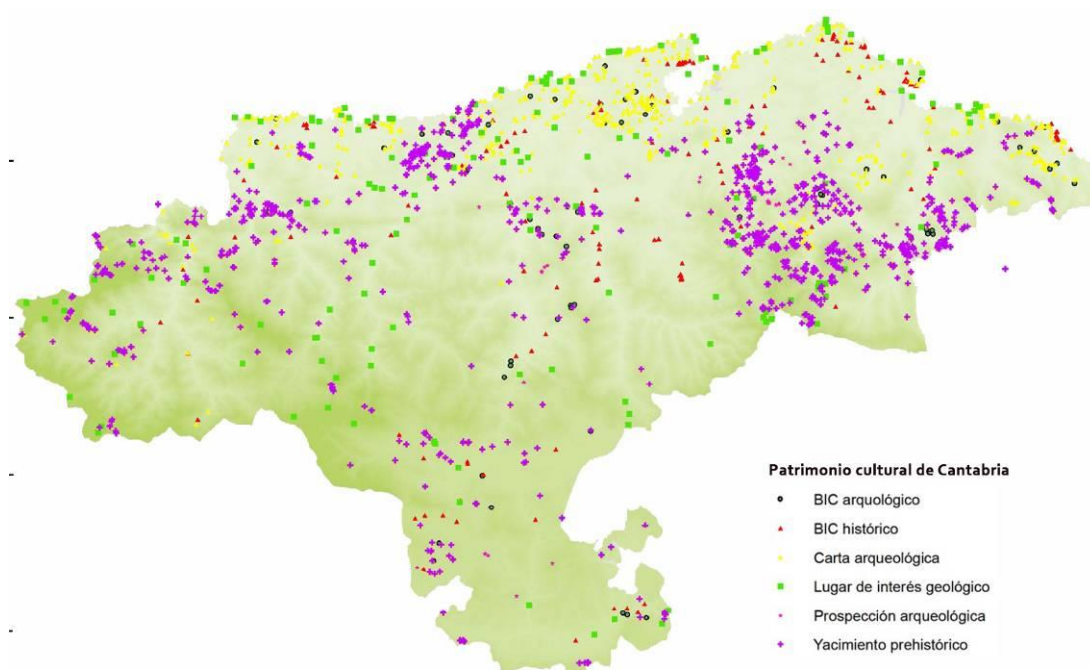 Patrimonio cultural de Cantabria
BIC arquológico
BIC histórico
Carta arqueológica
Lugar de interés geológico
Prospección arqueológica
Yacimiento prehistórico